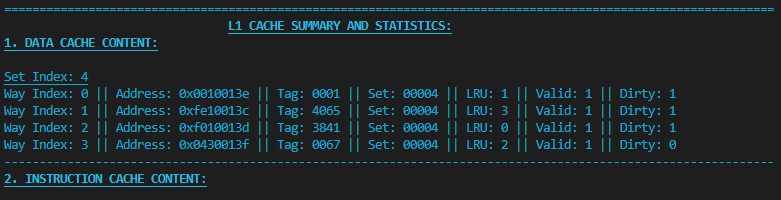 L1 CACHE SUMMARY AND STATISTICS:
1. DATA CACHE CONTENT:
Set Index: 4
Way Index: 0 || Address: 0x0010013e || Tag: 0001 || Set: 00004 || LRU: 1 || Valid: 1 || Dirty: 1
Way Index: 1 || Address: 0xfe10013c || Tag: 4065 || Set: 00004 || LRU: 3 || Valid: 1 || Dirty: 1
Way Index: 2 || Address: 0xf010013d || Tag: 3841 || Set: 00004 || LRU: 0 || Valid: 1 || Dirty: 1
Way Index: 3 || Address: 0x0430013f || Tag: 0067 || Set: 00004 || LRU: 2 || Valid: 1 || Dirty: 0
2. INSTRUCTION CACHE CONTENT: